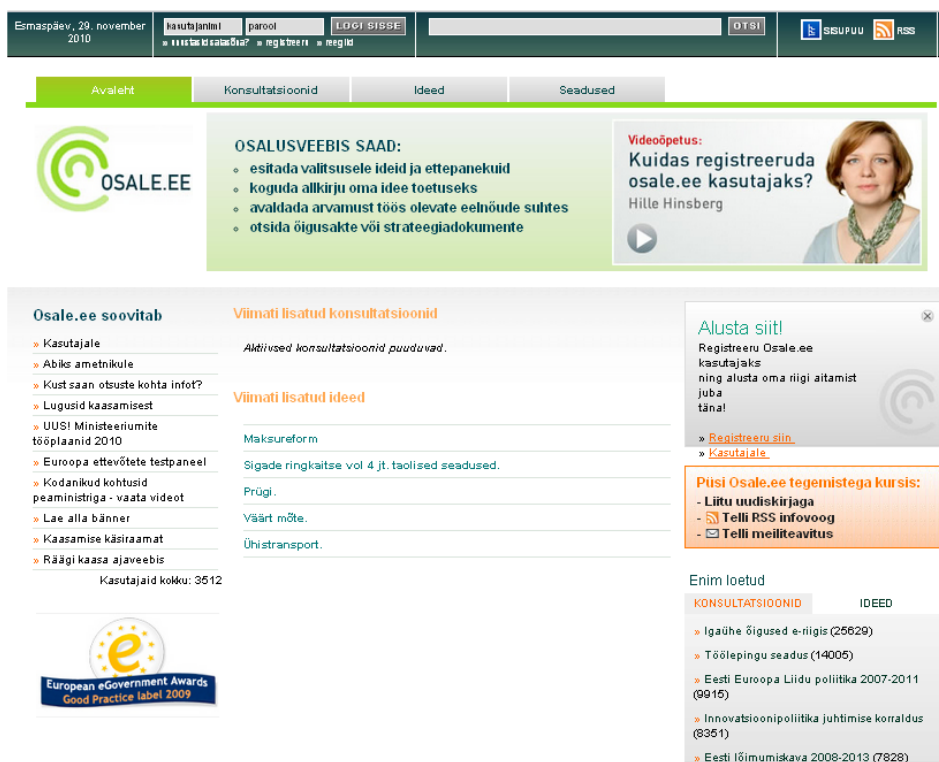 Esmaspäev, 29. november
2010
kasutajanimi
parool
LOGI SISSE
» unustasid salasõna? » registreeru » reeglid
OTSI
SISUPUU
RSS
Avaleht
Konsultatsioonid
Ideed
Seadused
OSALE.EE
OSALUSVEEBIS SAAD:
esitada valitsusele ideid ja ettepanekuid
koguda allkirju oma idee toetuseks
avaldada arvamust töös olevate eelnõude suhtes
otsida õigusakte või strateegiadokumente
Videoõpetus:
Kuidas registreeruda
osale.ee kasutajaks?
Hille Hinsberg
Osale.ee soovitab
» Kasutajale
» Abiks ametnikule
» Kust saan otsuste kohta infot?
» Lugusid kaasamisest
» UUS! Ministeeriumite
tööplaanid 2010
» Euroopa ettevõtete testpaneel
» Kodanikud kohtusid
peaministriga - vaata videot
» Lae alla bänner
» Kaasamise käsiraamat
» Räägi kaasa ajaveebis
Kasutajaid kokku: 3512
European eGovernment Awards
Good Practice label 2009
Viimati lisatud konsultatsioonid
Aktiivsed konsultatsioonid puuduvad.
Viimati lisatud ideed
Maksureform
Sigade ringkaitse vol 4 jt. taolised seadused.
Prügi.
Väärt mõte.
Ühistransport.
Alusta siit!
Registreeru Osale.ee
kasutajaks
ning alusta oma riigi aitamist
juba
täna!
» Registreeru siin
» Kasutajale
Püsi Osale.ee tegemistega kursis:
- Liitu uudiskirjaga
- Telli RSS infovoog
- Telli meiliteavitus
Enim loetud
KONSULTATSIOONID
IDEED
» Igaühe õigused e-riigis (25629)
» Töölepingu seadus (14005)
» Eesti Euroopa Liidu poliitika 2007-2011
(9915)
» Innovatsioonipoliitika juhtimise korraldus
(8351)
» Eesti lõimumiskava 2008-2013 (7828)